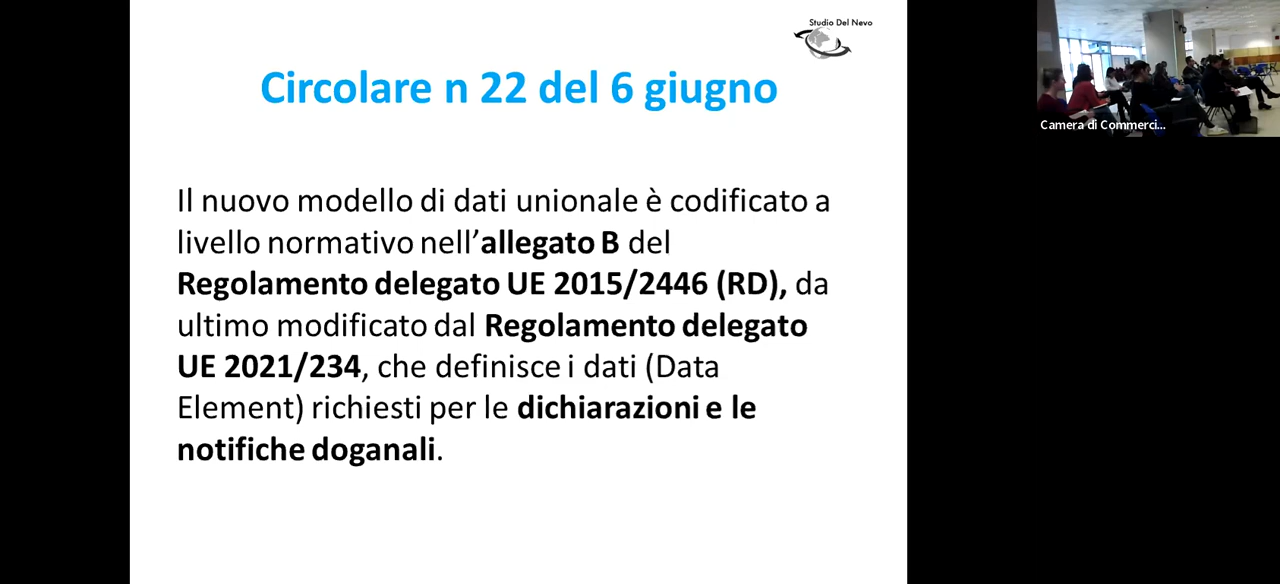 Studio Del Nevo
Circolare n 22 del 6 giugno
Il nuovo modello di dati unionale è codificato a
livello normativo nell’allegato B del
Regolamento delegato UE 2015/2446 (RD), da
ultimo modificato dal Regolamento delegato
UE 2021/234, che definisce i dati (Data
Element) richiesti per le dichiarazioni e le
notifiche doganali.
Camera di Commerci...